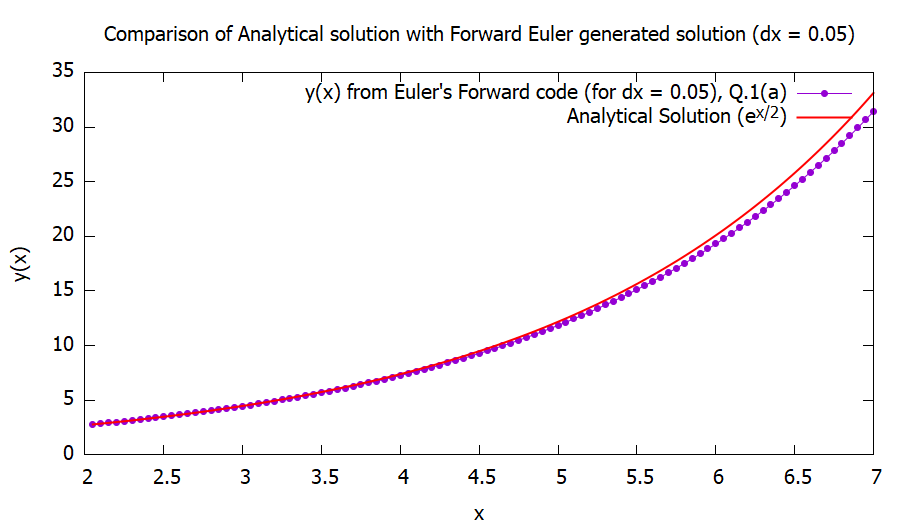 Comparison of Analytical solution with Forward Euler generated solution (dx = 0.05)
y(x) from Euler's Forward code (for dx = 0.05), Q.1(a)
Analytical Solution (e^x/2)
35
30
25
20
15
10
5
0
y(x)
2 2.5 3 3.5 4 4.5 5 5.5 6 6.5 7
x